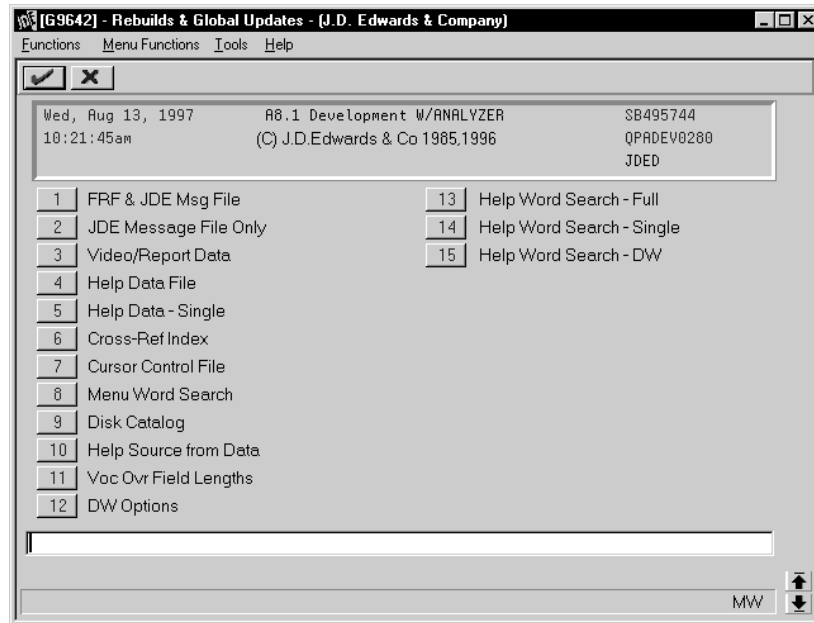 [G9642] - Rebuilds & Global Updates - (J.D. Edwards & Company)
Functions Menu Functions Tools Help
Wed, Aug 13, 1997 A8.1 Development W/ANALYZER SB495744
10:21:45am (C) J.D.Edwards & Co 1985,1996 QPADEV0280
JDED
1 FRF & JDE Msg File
2 JDE Message File Only
3 Video/Report Data
4 Help Data File
5 Help Data - Single
6 Cross-Ref Index
7 Cursor Control File
8 Menu Word Search
9 Disk Catalog
10 Help Source from Data
11 Voc Ovr Field Lengths
12 DW Options
13 Help Word Search - Full
14 Help Word Search - Single
15 Help Word Search - DW
MW